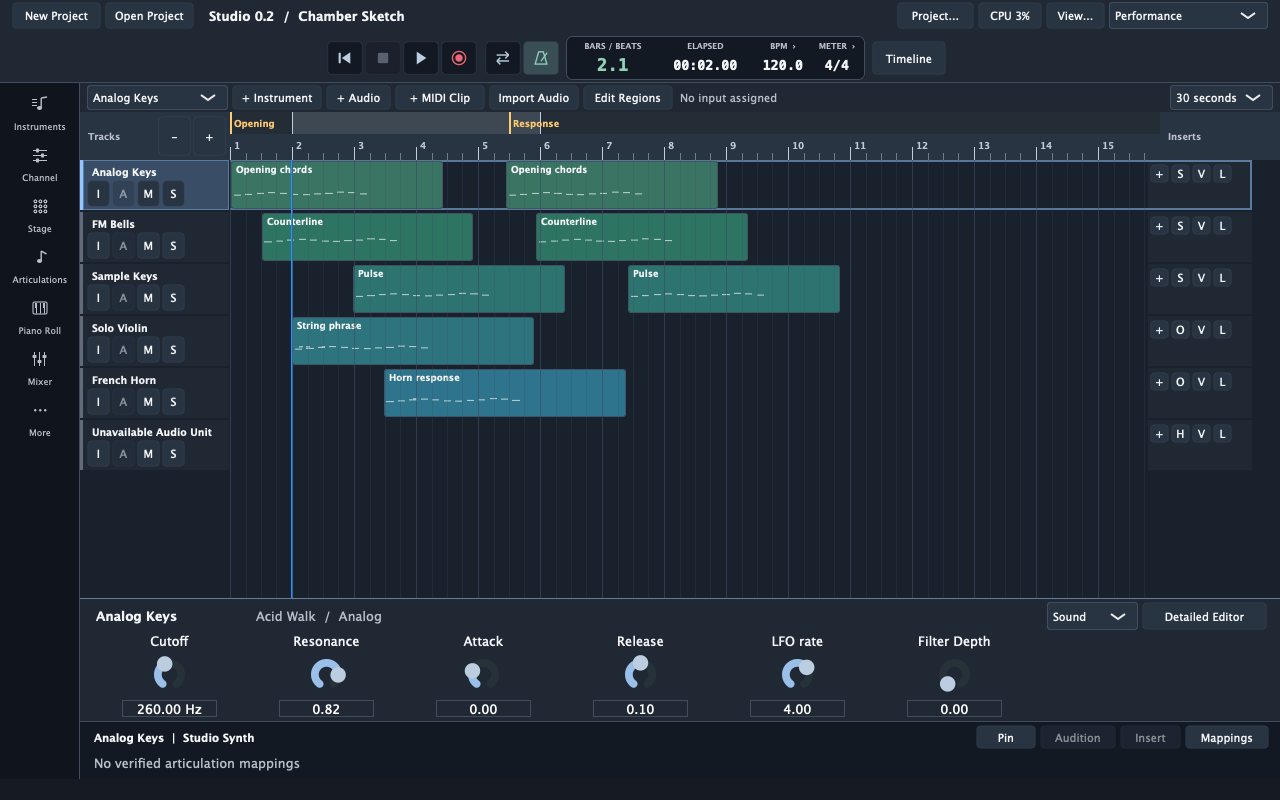 New Project Open Project Studio 0.2 / Chamber Sketch Project... CPU 3% View... Performance
BARS / BEATS ELAPSED BPM › METER ›
2.1 00:02.00 120.0 4/4 Timeline
Analog Keys + Instrument + Audio + MIDI Clip Import Audio Edit Regions No input assigned 30 seconds
Instruments
Opening Response
Tracks - + Inserts
1 2 3 4 5 6 7 8 9 10 11 12 13 14 15
Channel
Analog Keys Opening chords Opening chords
I A M S + S V L
Stage
FM Bells Counterline Counterline
I A M S + S V L
Articulations
Sample Keys Pulse Pulse
I A M S + S V L
Piano Roll
Solo Violin String phrase
I A M S + O V L
Mixer
French Horn Horn response
I A M S + O V L
More
Unavailable Audio Unit
I A M S + H V L
Analog Keys Acid Walk / Analog Sound Detailed Editor
Cutoff Resonance Attack Release LFO rate Filter Depth
260.00 Hz 0.82 0.00 0.10 4.00 0.00
Analog Keys | Studio Synth Pin Audition Insert Mappings
No verified articulation mappings